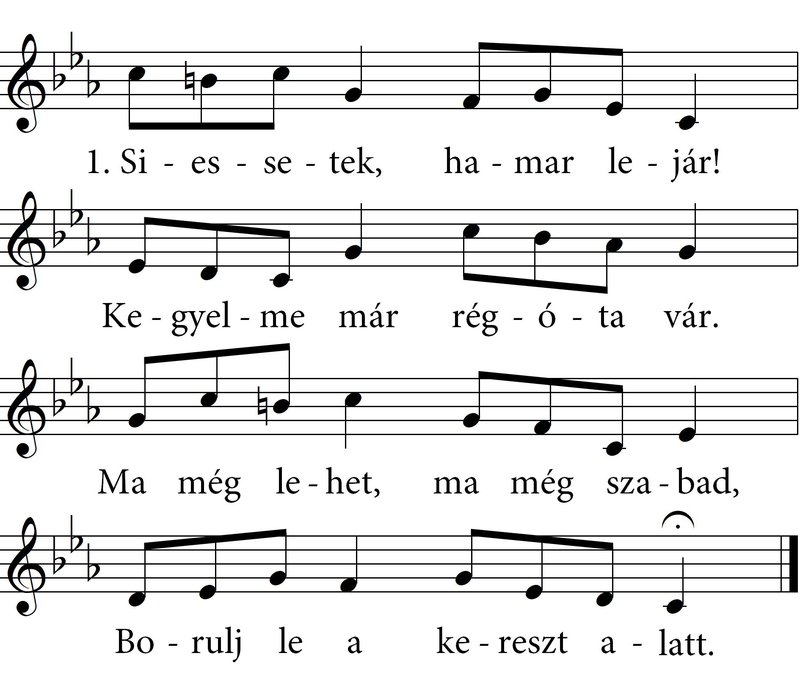 1. Si - es - se - tek, ha - mar le - jár!
Ke - gyel - me már rég - ó - ta vár.
Ma még le - het, ma még sza - bad,
Bo - rulj le a ke - reszt a - latt.